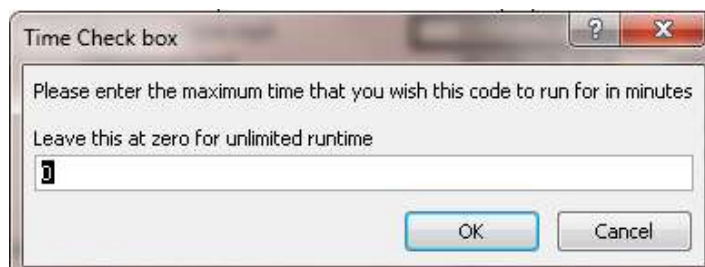 Time Check box
?
Please enter the maximum time that you wish this code to run for in minutes
Leave this at zero for unlimited runtime
0
OK
Cancel